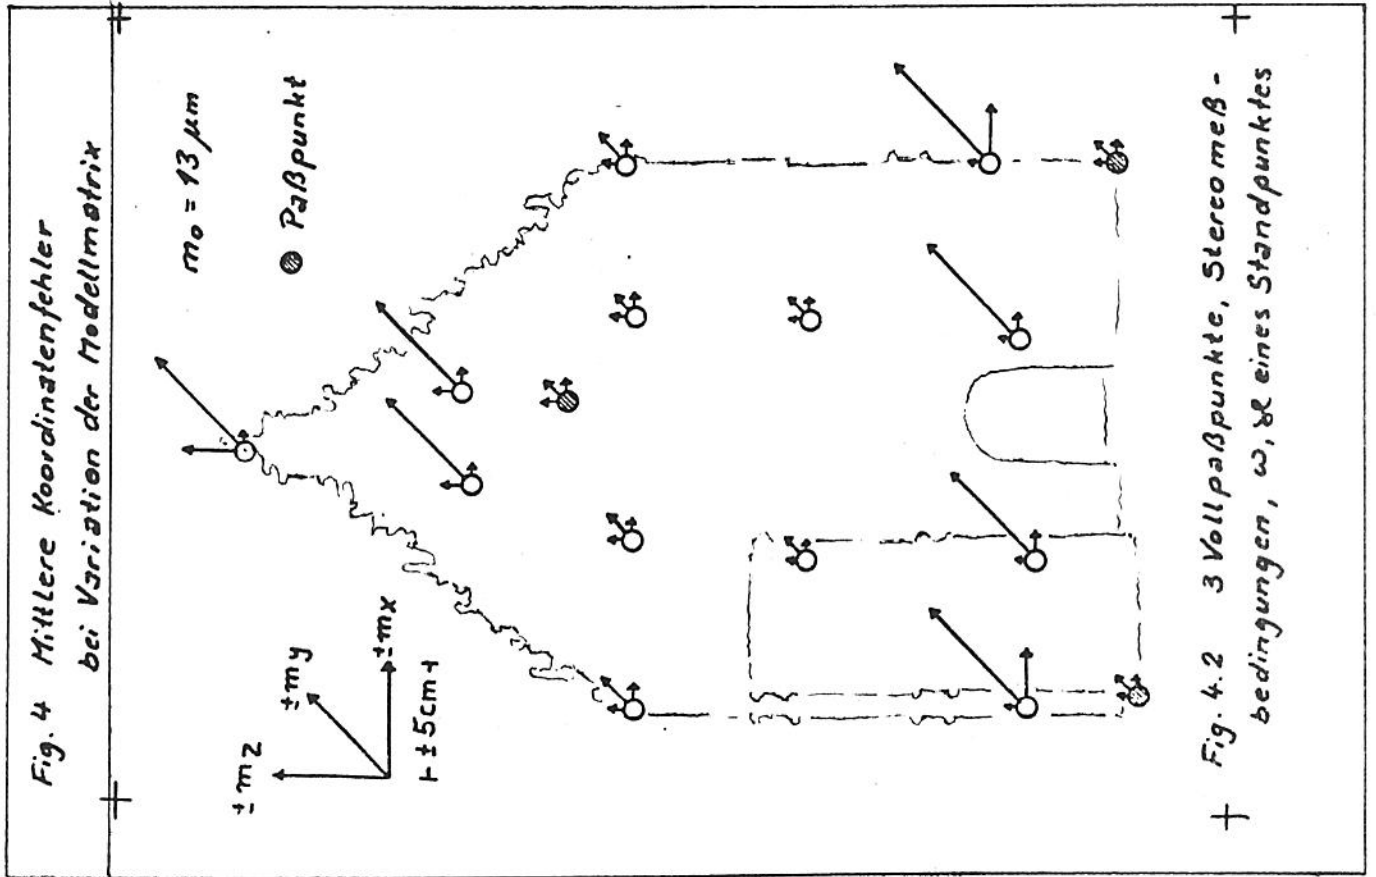 Fig. 4 Mittlere Koordinatenfehler
bei Variation der Modellmatrix
m₀ = 13 μm
Paßpunkt
±mz
±my
±mx
±5cm
Fig. 4.2 3 Vollpaßpunkte, Stereomeß-
bedingungen, ω, ϰ eines Standpunktes